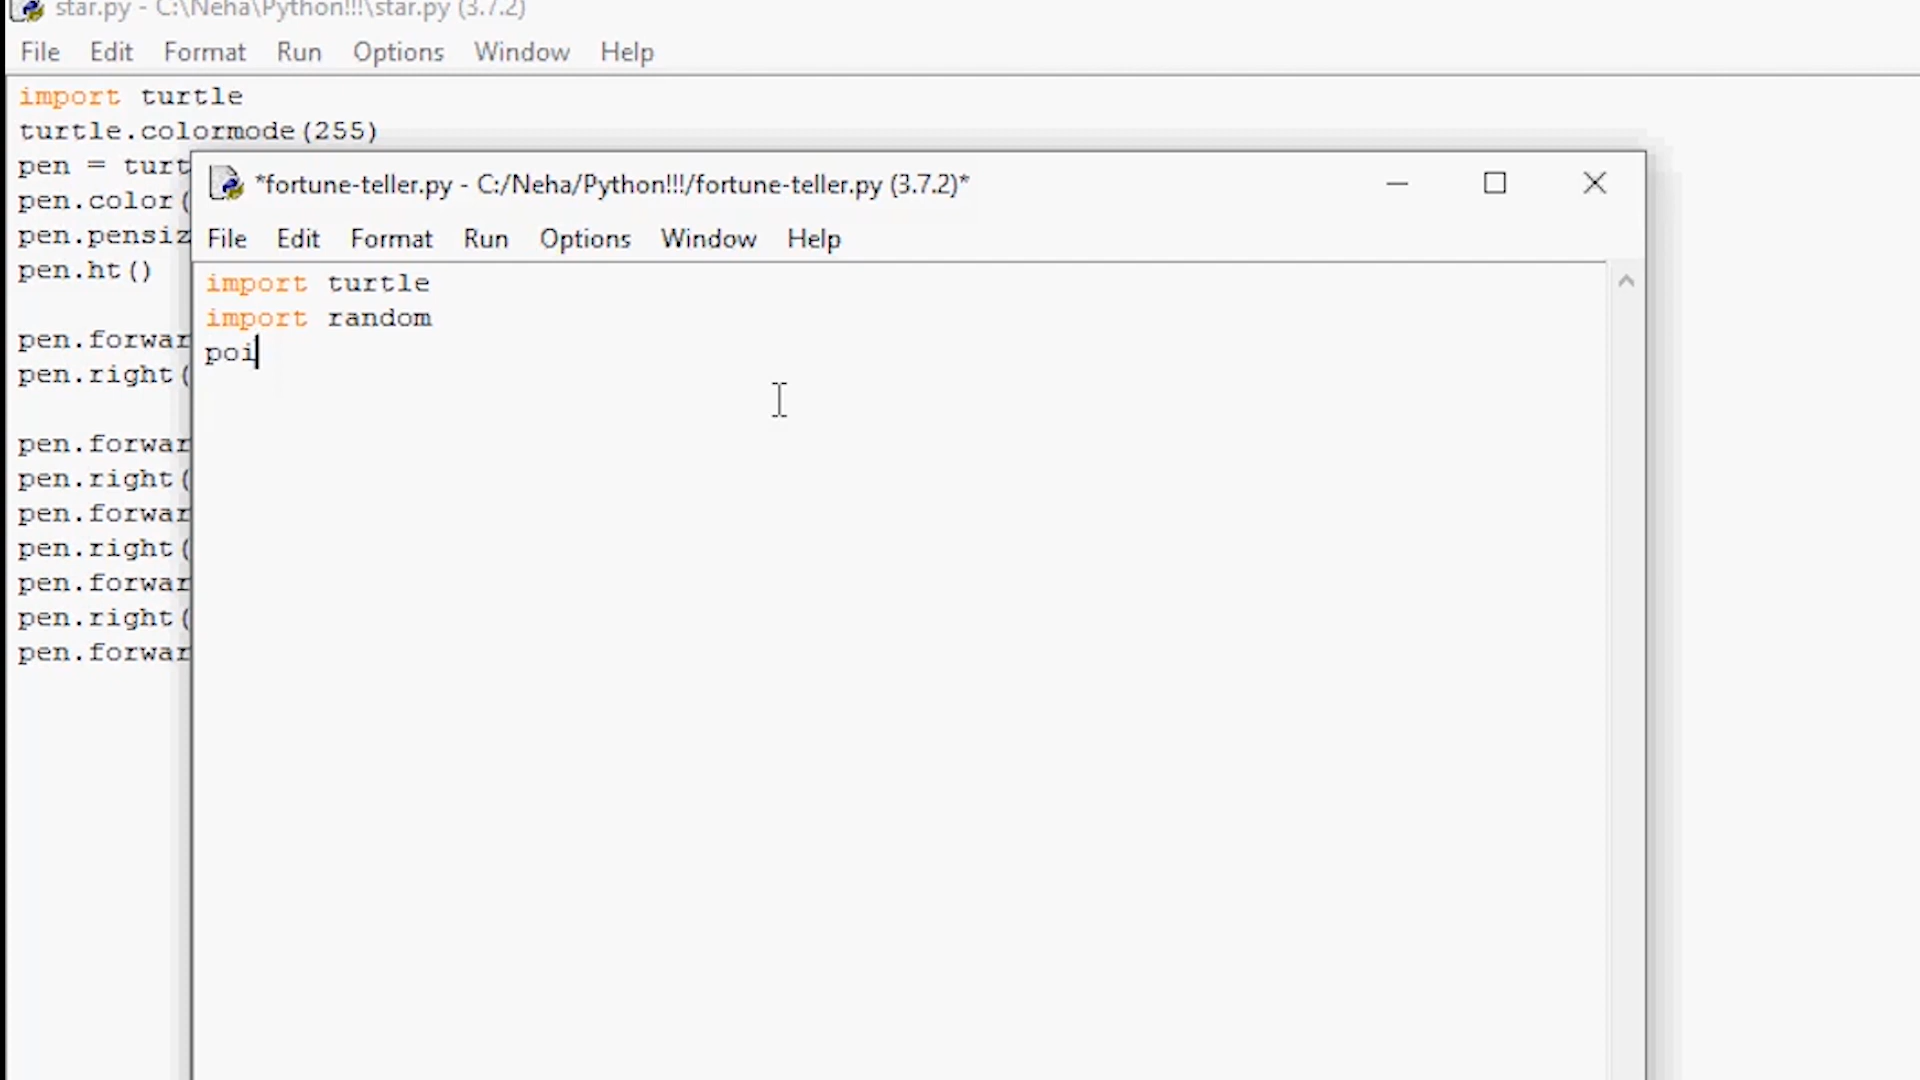 star.py - C:\Neha\Python!!!\star.py (3.7.2)
File Edit Format Run Options Window Help
import turtle
turtle.colormode(255)
pen = turt
pen.color(
pen.pensiz
pen.ht()
pen.forwar
pen.right(
pen.forwar
pen.right(
pen.forwar
pen.right(
pen.forwar
pen.right(
pen.forwar
*fortune-teller.py - C:/Neha/Python!!!/fortune-teller.py (3.7.2)*
File Edit Format Run Options Window Help
import turtle
import random
poi